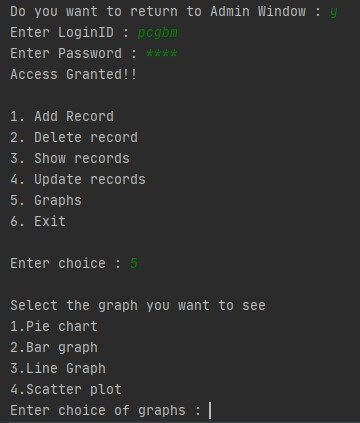 Do you want to return to Admin Window : y
Enter LoginID : pcgbm
Enter Password : ****
Access Granted!!
1. Add Record
2. Delete record
3. Show records
4. Update records
5. Graphs
6. Exit
Enter choice : 5
Select the graph you want to see
1.Pie chart
2.Bar graph
3.Line Graph
4.Scatter plot
Enter choice of graphs :